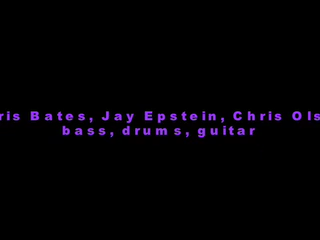 ris Bates, Jay Epstein, Chris Ols
bass, drums, guitar